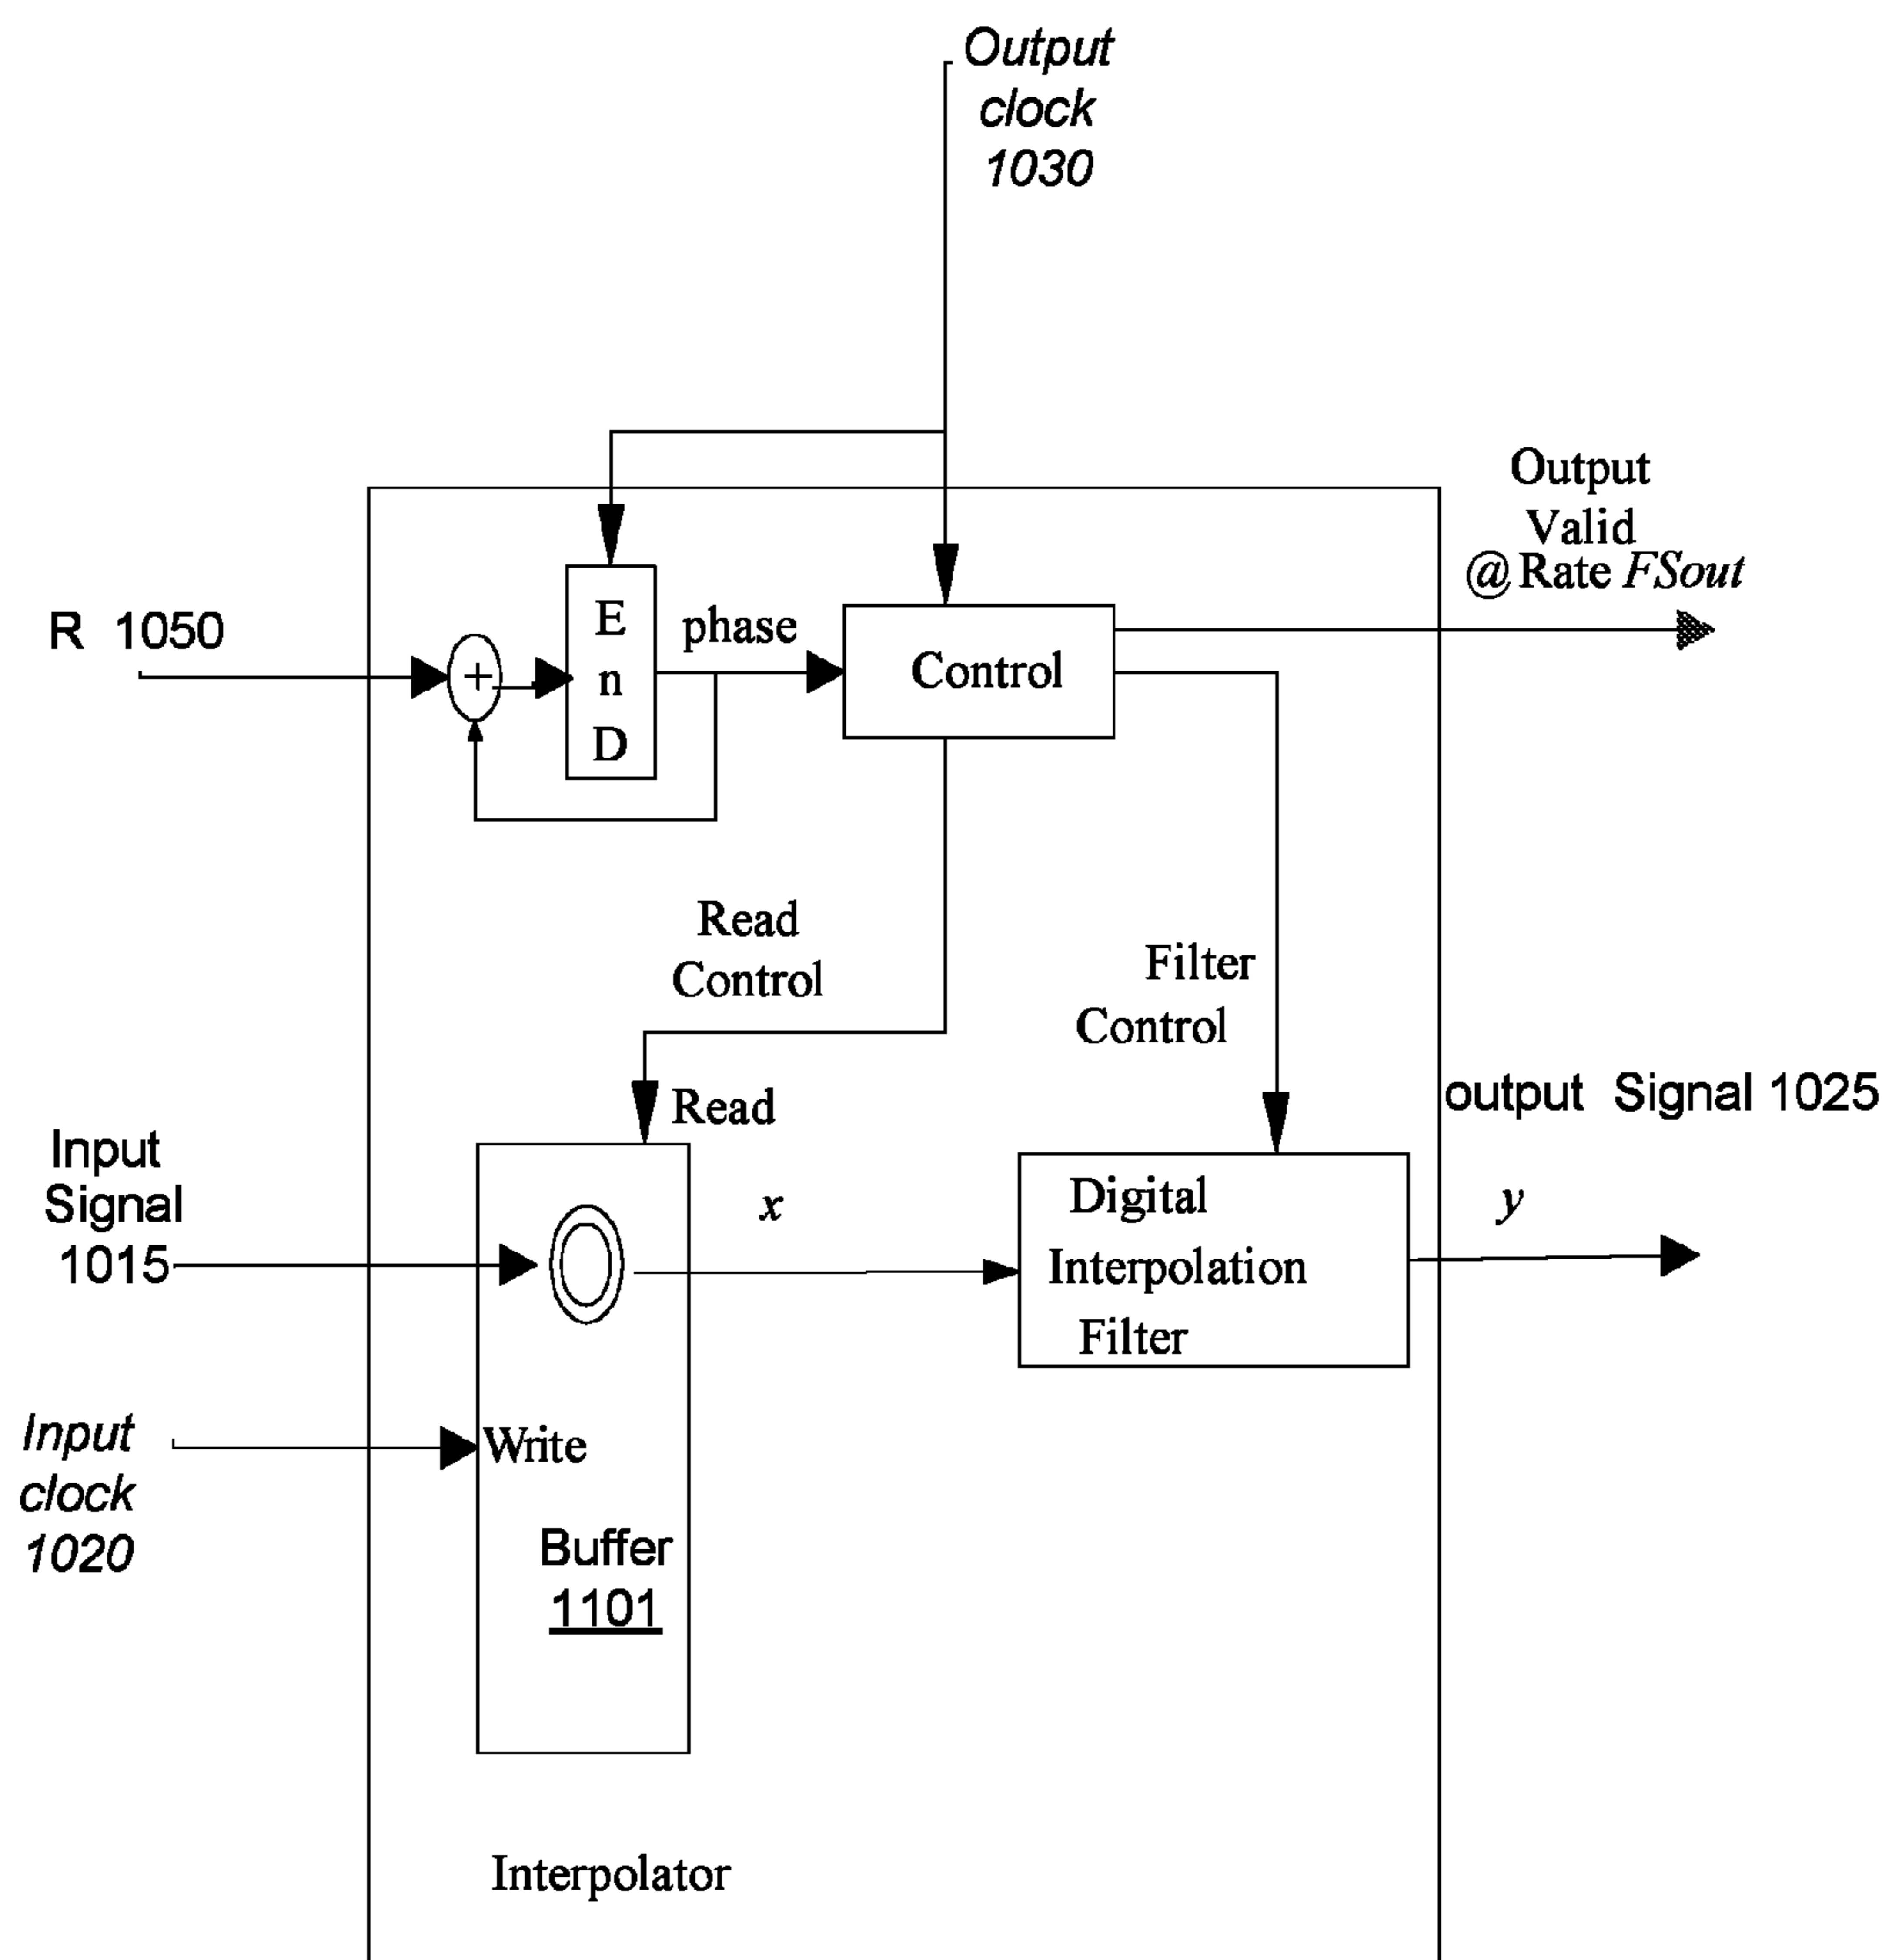 Output
clock
1030
Output
Valid
@ Rate FSout
R 1050
+
E
n
D
phase
Control
Read
Control
Filter
Control
Read
output Signal 1025
Input
Signal
1015
x
y
Digital
Interpolation
Filter
Input
clock
1020
Write
Buffer
1101
Interpolator